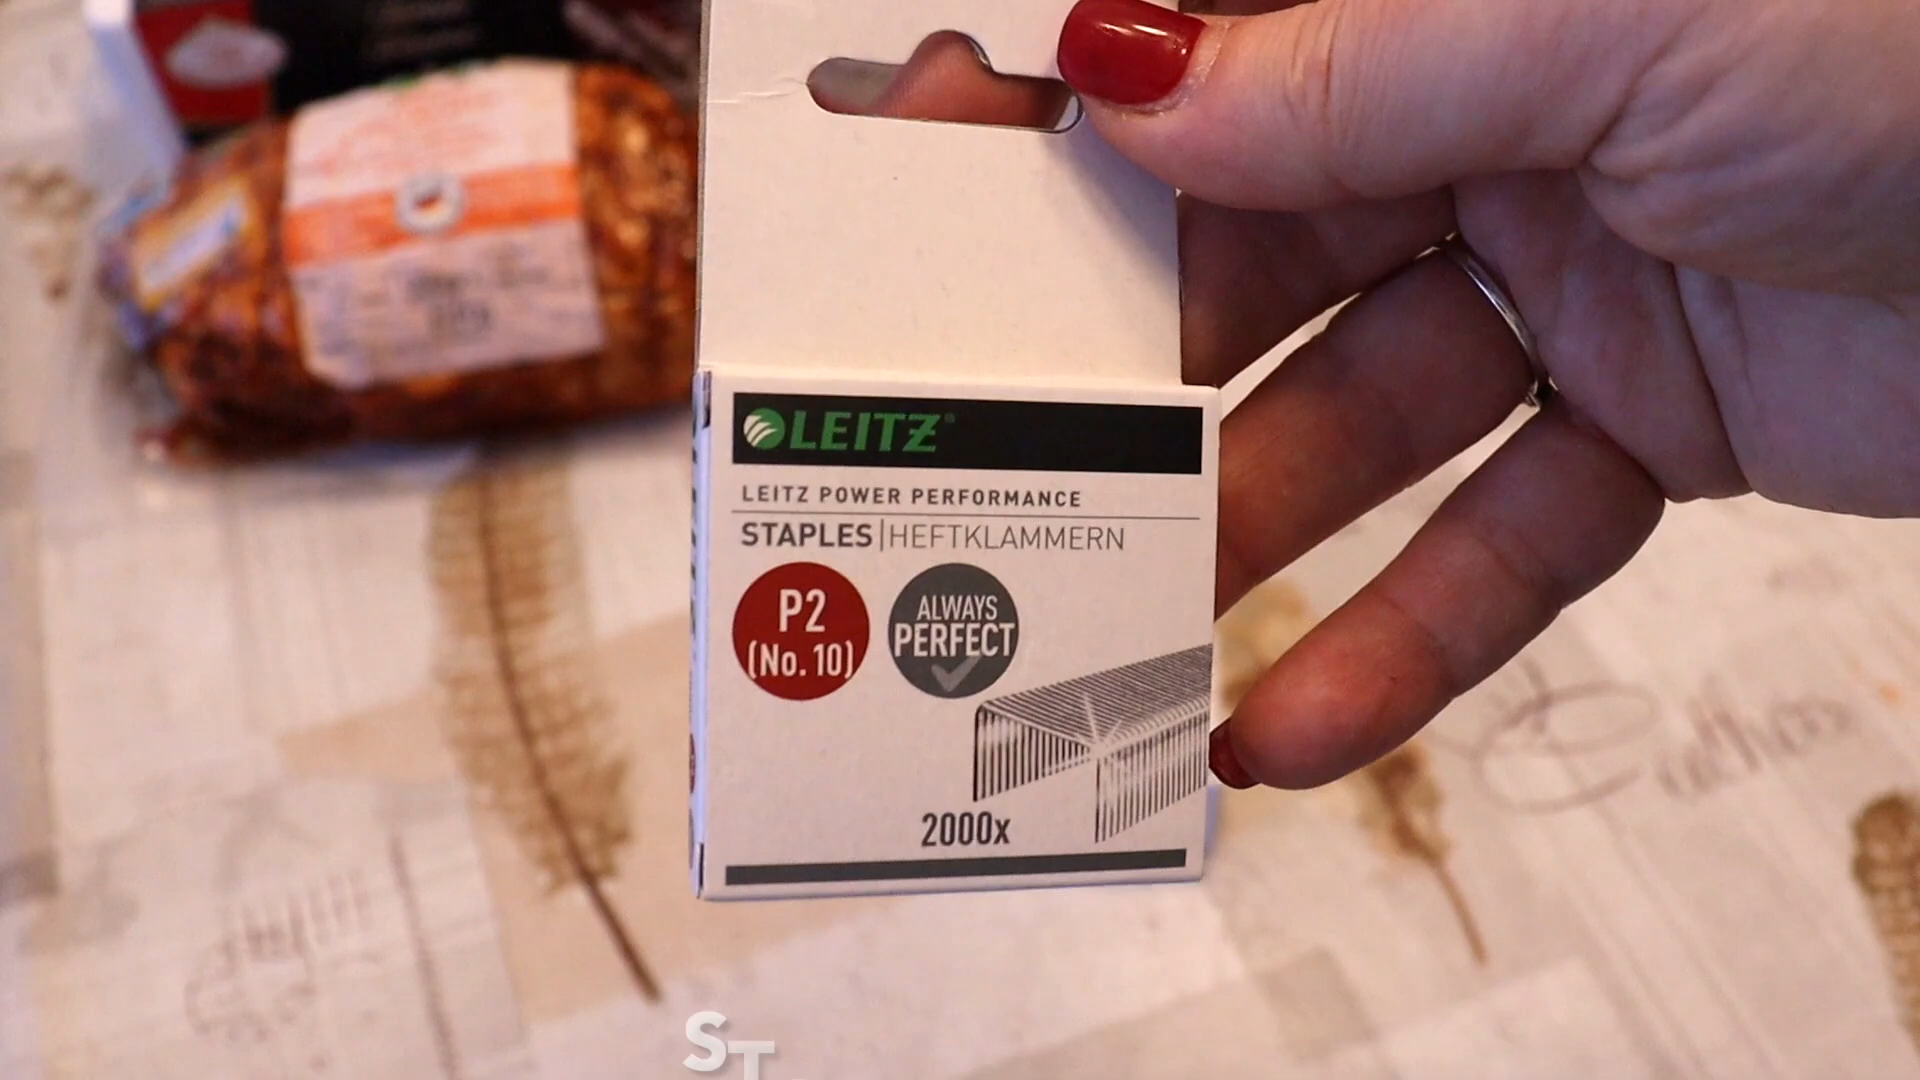 LEITZ
LEITZ POWER PERFORMANCE
STAPLES|HEFTKLAMMERN
P2
(No. 10)
ALWAYS
PERFECT
2000x
ST